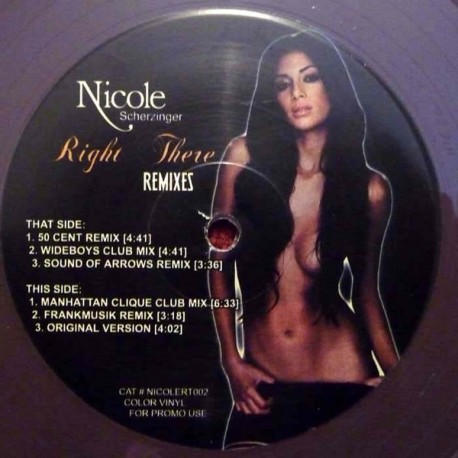 Nicole
Scherzinger
Right There
REMIXES
THAT SIDE:
1. 50 CENT REMIX [4:41]
2. WIDEBOYS CLUB MIX [4:41]
3. SOUND OF ARROWS REMIX [3:36]
THIS SIDE:
1. MANHATTAN CLIQUE CLUB MIX [6:33]
2. FRANKMUSIK REMIX [3:18]
3. ORIGINAL VERSION [4:02]
CAT # NICOLERT002
COLOR VINYL
FOR PROMO USE